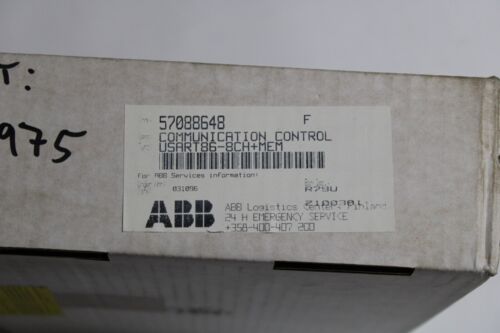 T:
975
57088648 F
COMMUNICATION CONTROL
USART86-8CH+MEM
For ABB Services information:
031096
ABB
ABB Logistics Center, Finland
24 H EMERGENCY SERVICE
+358-400-407 200